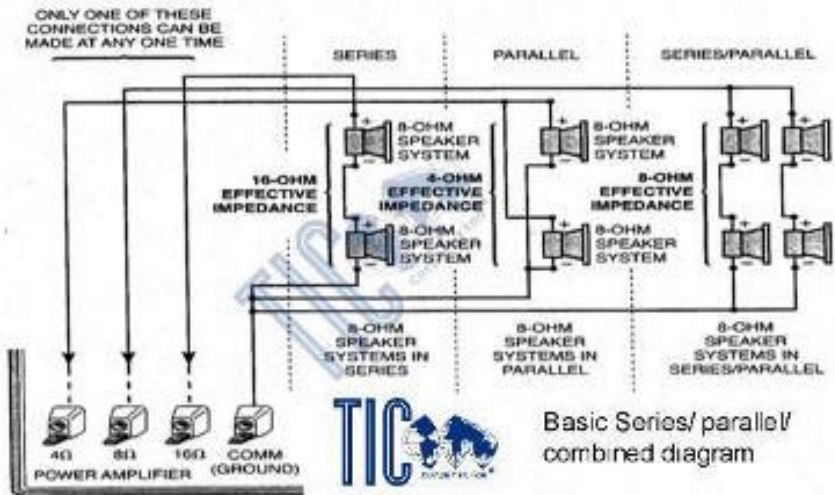 ONLY ONE OF THESE
CONNECTIONS CAN BE
MADE AT ANY ONE TIME
SERIES
PARALLEL
SERIES/PARALLEL
8-OHM
SPEAKER
SYSTEM
8-OHM
SPEAKER
SYSTEM
16-OHM
EFFECTIVE
IMPEDANCE
4-OHM
EFFECTIVE
IMPEDANCE
8-OHM
EFFECTIVE
IMPEDANCE
8-OHM
SPEAKER
SYSTEM
8-OHM
SPEAKER
SYSTEM
TIC
8-OHM
SPEAKER
SYSTEMS IN
SERIES
8-OHM
SPEAKER
SYSTEMS IN
PARALLEL
8-OHM
SPEAKER
SYSTEMS IN
SERIES/PARALLEL
4Ω
8Ω
16Ω
COMM
(GROUND)
POWER AMPLIFIER
TIC
Basic Series/ parallel/
combined diagram